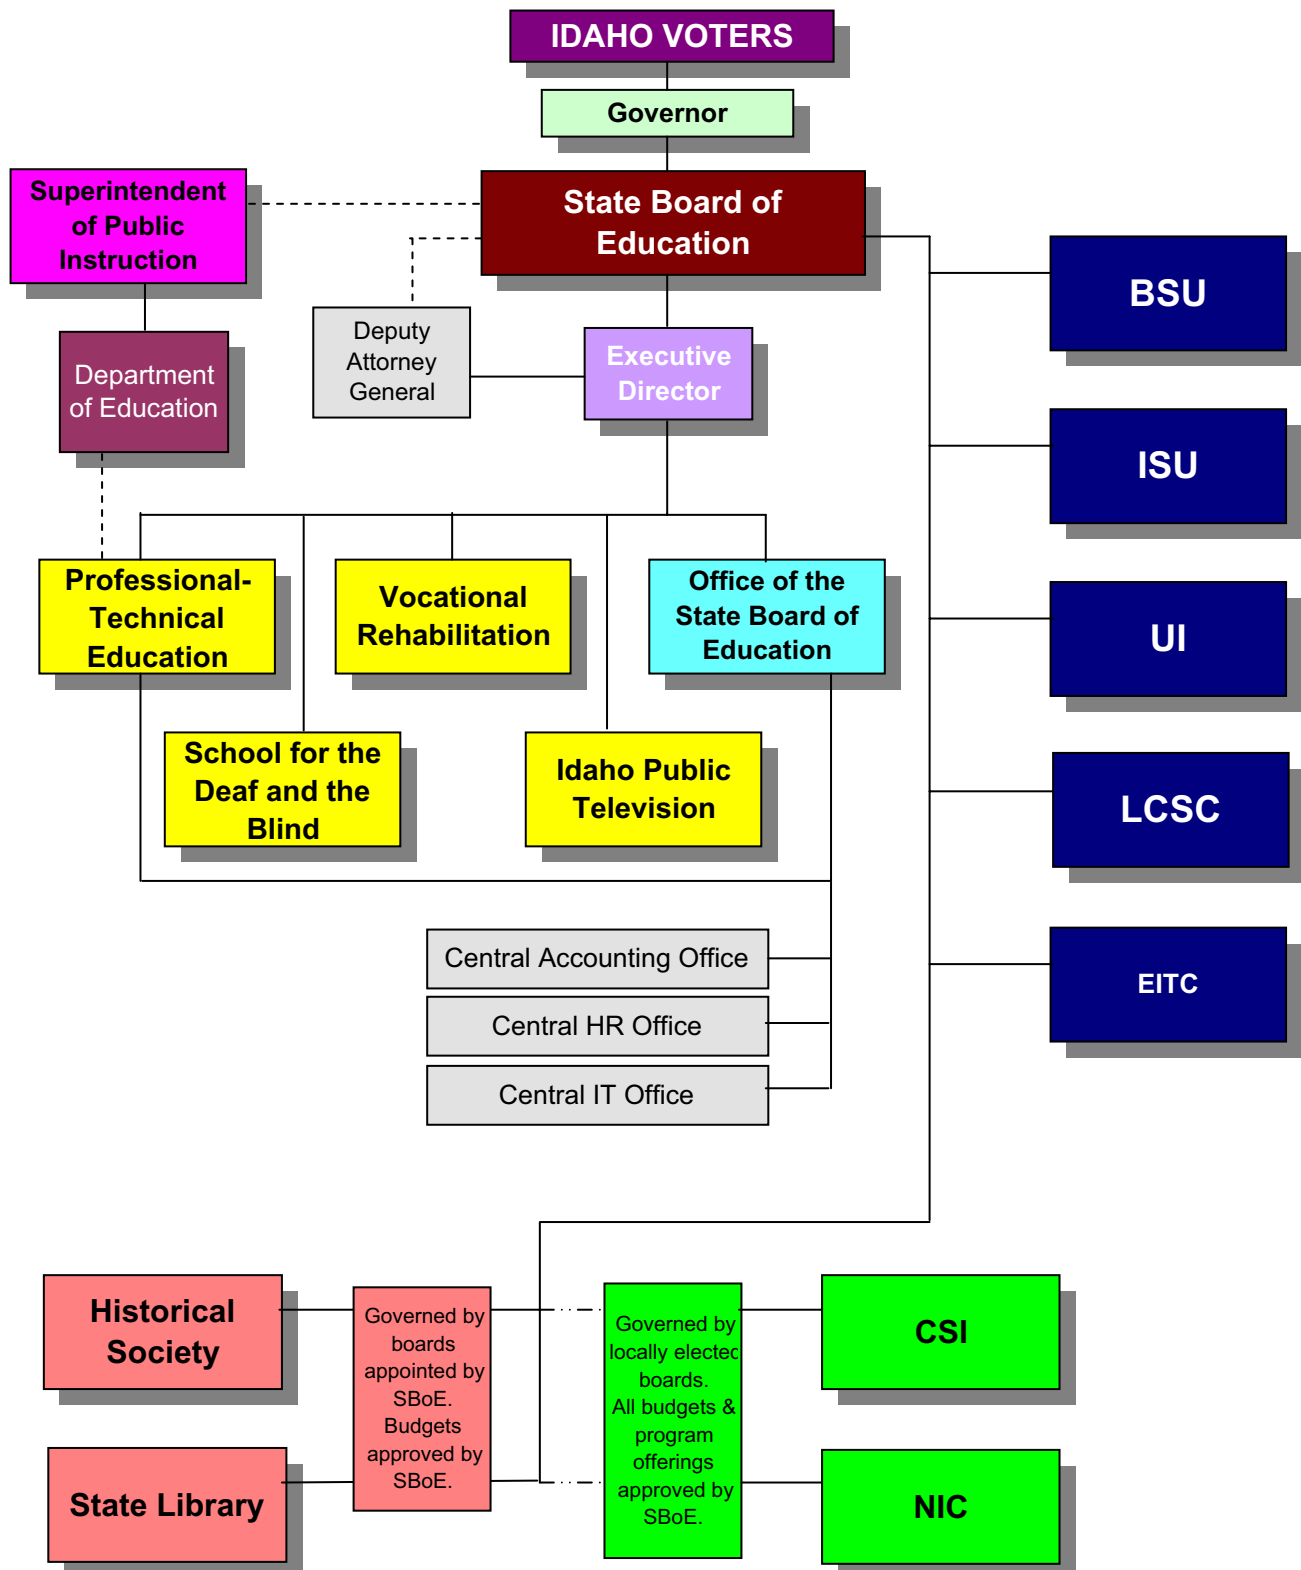 IDAHO VOTERS
Governor
Superintendent
of Public
Instruction
State Board of
Education
BSU
Deputy
Attorney
General
Executive
Director
Department
of Education
ISU
Professional-
Technical
Education
Vocational
Rehabilitation
Office of the
State Board of
Education
UI
School for the
Deaf and the
Blind
Idaho Public
Television
LCSC
Central Accounting Office
Central HR Office
Central IT Office
EITC
Historical
Society
State Library
Governed by
boards
appointed by
SBoE.
Budgets
approved by
SBoE.
Governed by
locally electec
boards.
All budgets &
program
offerings
approved by
SBoE.
CSI
NIC